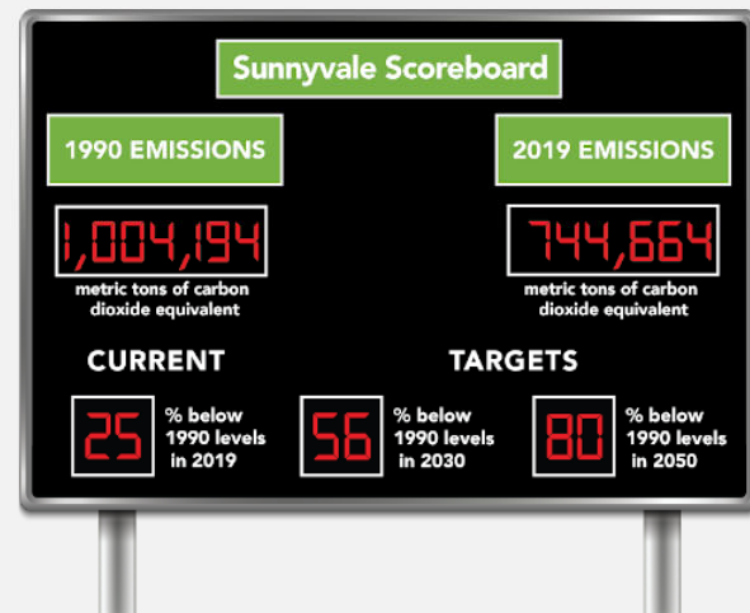 Sunnyvale Scoreboard
1990 EMISSIONS
2019 EMISSIONS
1,004,194
744,664
metric tons of carbon
dioxide equivalent
metric tons of carbon
dioxide equivalent
CURRENT
TARGETS
25
% below
1990 levels
in 2019
56
% below
1990 levels
in 2030
80
% below
1990 levels
in 2050